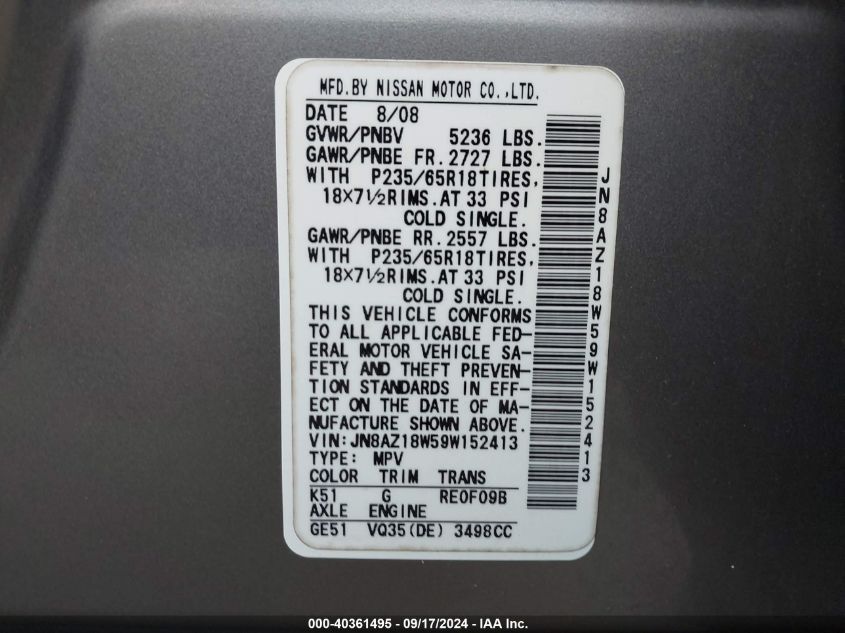 MFD.BY NISSAN MOTOR CO.,LTD.
DATE 8/08
GVWR/PNBV 5236 LBS.
GAWR/PNBE FR. 2727 LBS.
WITH P235/65R18TIRES,
18×7½RIMS.AT 33 PSI
COLD SINGLE.
GAWR/PNBE RR. 2557 LBS.
WITH P235/65R18TIRES,
18×7½RIMS.AT 33 PSI
COLD SINGLE.
THIS VEHICLE CONFORMS
TO ALL APPLICABLE FED-
ERAL MOTOR VEHICLE SA-
FETY AND THEFT PREVEN-
TION STANDARDS IN EFF-
ECT ON THE DATE OF MA-
NUFACTURE SHOWN ABOVE.
VIN:JN8AZ18W59W152413
TYPE: MPV
COLOR TRIM TRANS
K51 G RE0F09B
AXLE ENGINE
GE51 VQ35(DE) 3498CC
JN8AZ18W59W152413
000-40361495 - 09/17/2024 - IAA Inc.